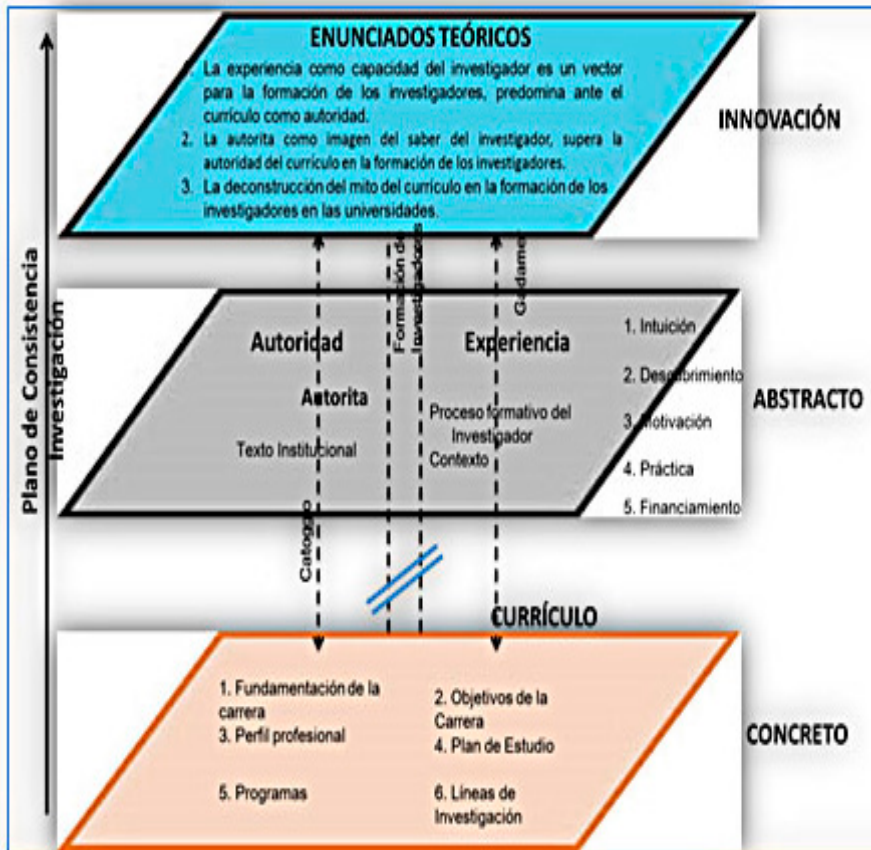 ENUNCIADOS TEÓRICOS
La experiencia como capacidad del investigador es un vector
para la formación de los investigadores, predomina ante el
currículo como autoridad.
2. La autorita como imagen del saber del investigador, supera la
autoridad del currículo en la formación de los investigadores.
3. La deconstrucción del mito del currículo en la formación de los
investigadores en las universidades.
INNOVACIÓN
Plano de Consistencia
Investigación
Formación de
Investigadores
Gadamer
Autoridad
Autorita
Texto Institucional
Experiencia
Proceso formativo del
Investigador
Contexto
1. Intuición
2. Descubrimiento
3. Motivación
4. Práctica
5. Financiamiento
ABSTRACTO
Catoggio
CURRÍCULO
1. Fundamentación de la
carrera
2. Objetivos de la
Carrera
3. Perfil profesional
4. Plan de Estudio
5. Programas
6. Líneas de
Investigación
CONCRETO